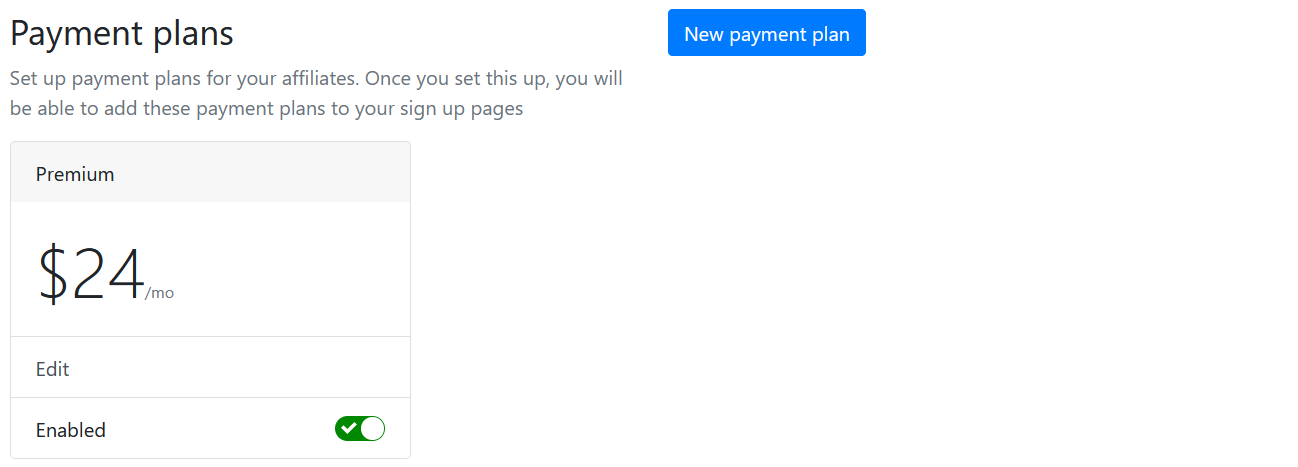 Payment plans
New payment plan
Set up payment plans for your affiliates. Once you set this up, you will
be able to add these payment plans to your sign up pages
Premium
$24/mo
Edit
Enabled